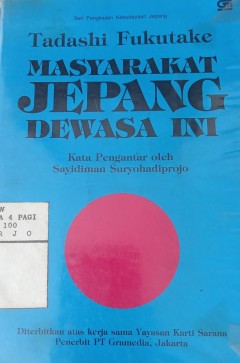 Seri Pengkajian Kebudayaan Jepang
Tadashi Fukutake
MASYARAKAT
JEPANG
DEWASA INI
Kata Pengantar oleh
Sayidiman Suryohadiprojo
A 4 PAGI
100
R J O
Diterbitkan atas kerja sama Yayasan Karti Sarana
Penerbit PT Gramedia, Jakarta